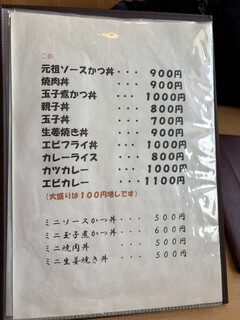 ご飯
元祖ソースかつ丼・・・ 900円
焼肉丼 ・・・ 900円
玉子煮かつ丼・・・ 1000円
親子丼 ・・・ 800円
玉子丼 ・・・ 700円
生姜焼き丼 ・・・ 900円
エビフライ丼 ・・・ 1000円
カレーライス ・・・ 800円
カツカレー ・・・ 1000円
エビカレー ・・・ 1100円
(大盛りは100円増しです)
ミニソースかつ丼・・・ 500円
ミニ玉子煮かつ丼・・・ 600円
ミニ焼肉丼 ・・・ 500円
ミニ生姜焼き丼 ・・・ 500円